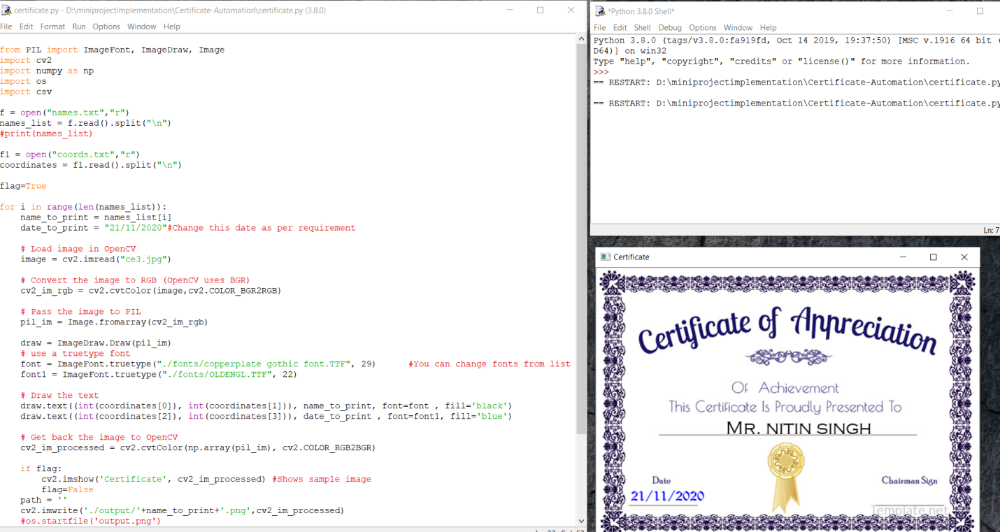 certificate.py - D:\miniprojectimplementation\Certificate-Automation\certificate.py (3.8.0)
File Edit Format Run Options Window Help
from PIL import ImageFont, ImageDraw, Image
import cv2
import numpy as np
import os
import csv
f = open("names.txt","r")
names_list = f.read().split("\n")
#print(names_list)
f1 = open("coords.txt","r")
coordinates = f1.read().split("\n")
flag=True
for i in range(len(names_list)):
    name_to_print = names_list[i]
    date_to_print = "21/11/2020"#Change this date as per requirement
    # Load image in OpenCV
    image = cv2.imread("ce3.jpg")
    # Convert the image to RGB (OpenCV uses BGR)
    cv2_im_rgb = cv2.cvtColor(image,cv2.COLOR_BGR2RGB)
    # Pass the image to PIL
    pil_im = Image.fromarray(cv2_im_rgb)
    draw = ImageDraw.Draw(pil_im)
    # use a truetype font
    font = ImageFont.truetype("./fonts/copperplate gothic font.TTF", 29)      #You can change fonts from list
    font1 = ImageFont.truetype("./fonts/OLDENGL.TTF", 22)
    # Draw the text
    draw.text((int(coordinates[0]), int(coordinates[1])), name_to_print, font=font , fill='black')
    draw.text((int(coordinates[2]), int(coordinates[3])), date_to_print , font=font1, fill='blue')
    # Get back the image to OpenCV
    cv2_im_processed = cv2.cvtColor(np.array(pil_im), cv2.COLOR_RGB2BGR)
    if flag:
        cv2.imshow('Certificate', cv2_im_processed) #Shows sample image
        flag=False
    path = ''
    cv2.imwrite('./output/'+name_to_print+'.png',cv2_im_processed)
    #os.startfile('output.png')
*Python 3.8.0 Shell*
File Edit Shell Debug Options Window Help
Python 3.8.0 (tags/v3.8.0:fa919fd, Oct 14 2019, 19:37:50) [MSC v.1916 64 bit (
D64)] on win32
Type "help", "copyright", "credits" or "license()" for more information.
>>>
== RESTART: D:\miniprojectimplementation\Certificate-Automation\certificate.py
== RESTART: D:\miniprojectimplementation\Certificate-Automation\certificate.py
Ln: 7
Certificate
Certificate of Appreciation
Of Achievement
This Certificate Is Proudly Presented To
MR. NITIN SINGH
Date
Chairman Sign
21/11/2020
Template.net